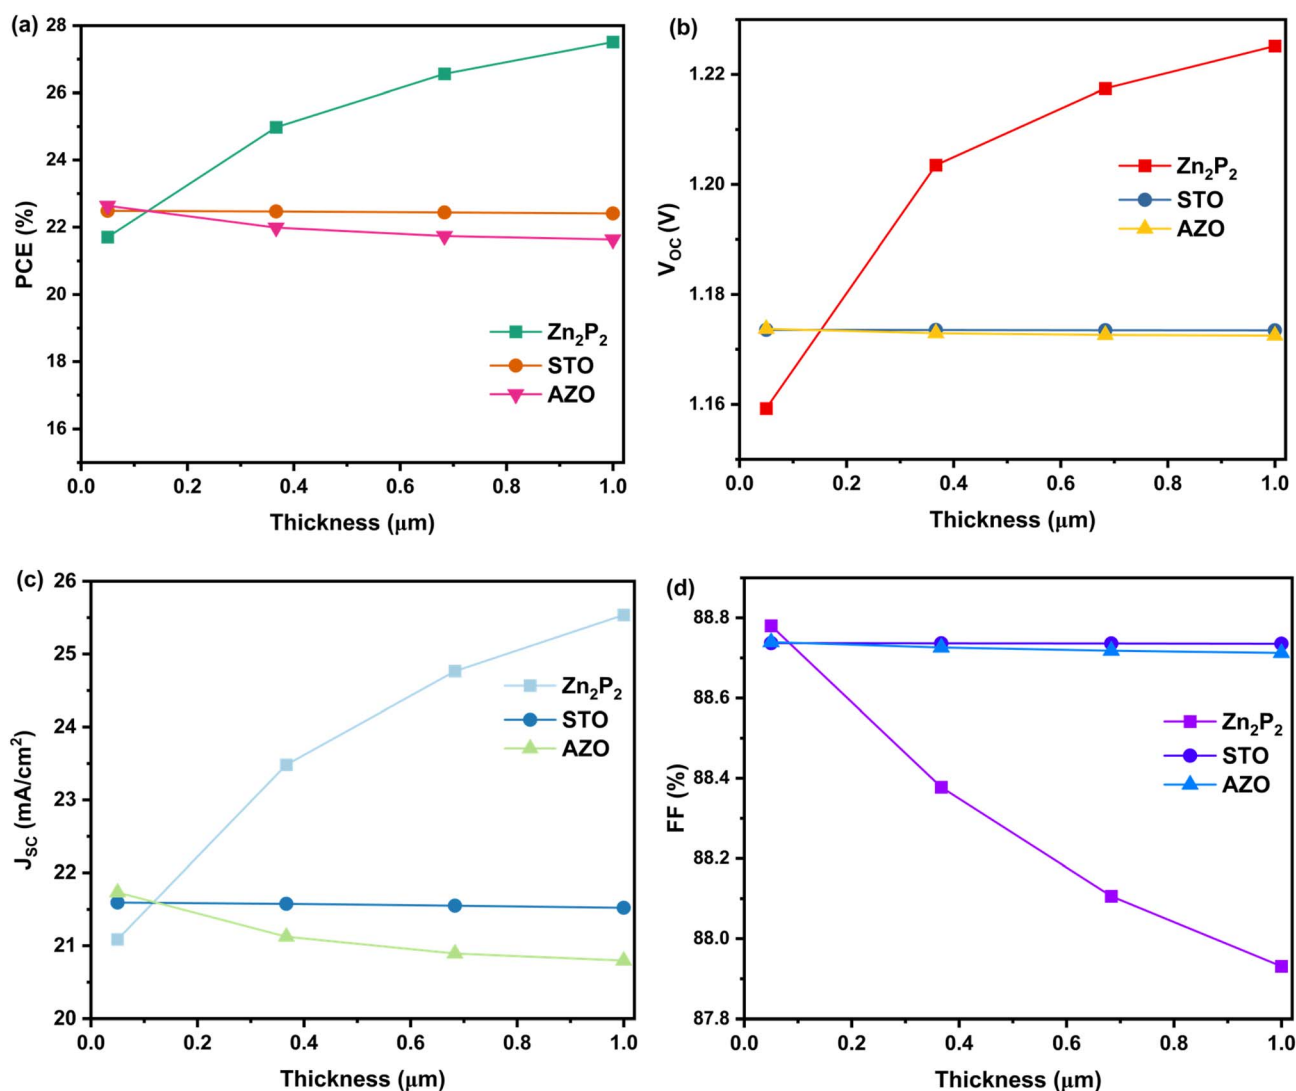 (a)
28
26
24
22
20
18
16
PCE (%)
Zn₂P₂
STO
AZO
0.0 0.2 0.4 0.6 0.8 1.0
Thickness (μm)
(b)
1.22
1.20
1.18
1.16
V_OC (V)
Zn₂P₂
STO
AZO
0.0 0.2 0.4 0.6 0.8 1.0
Thickness (μm)
(c)
26
25
24
23
22
21
20
J_SC (mA/cm²)
Zn₂P₂
STO
AZO
0.0 0.2 0.4 0.6 0.8 1.0
Thickness (μm)
(d)
88.8
88.6
88.4
88.2
88.0
87.8
FF (%)
Zn₂P₂
STO
AZO
0.0 0.2 0.4 0.6 0.8 1.0
Thickness (μm)